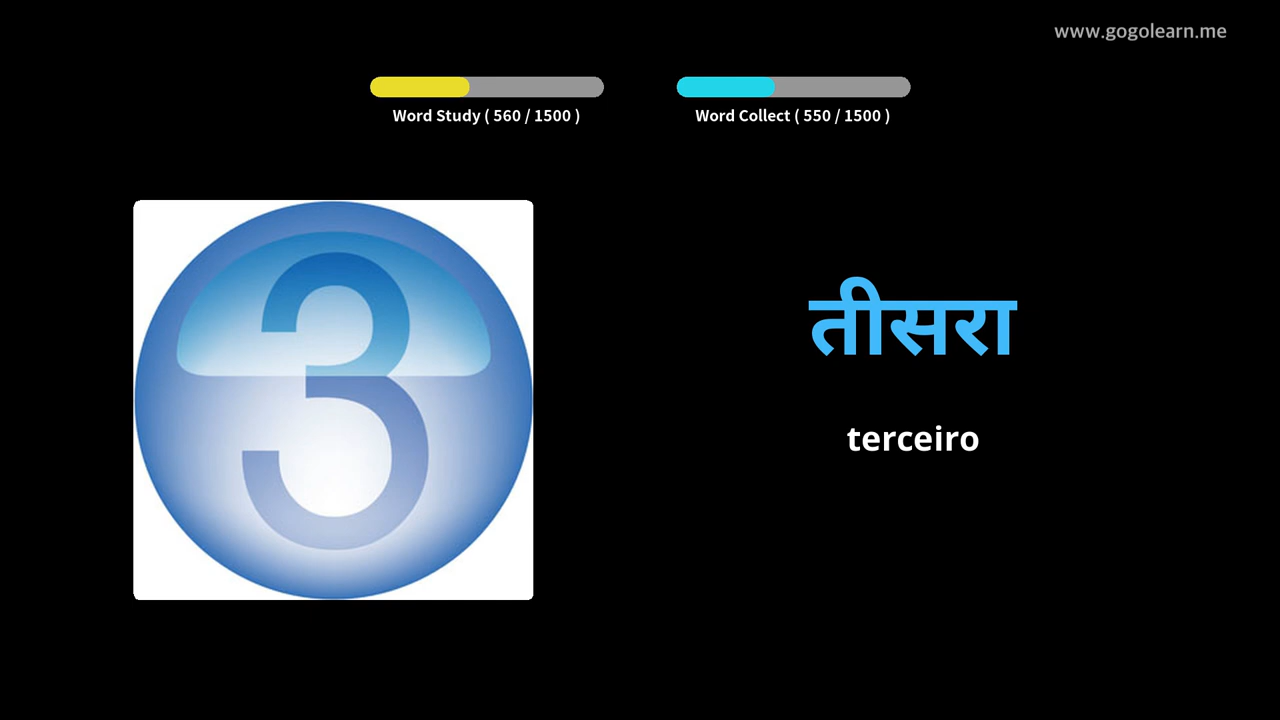 www.gogolearn.me
Word Study ( 560 / 1500 )
Word Collect ( 550 / 1500 )
3
तीसरा
terceiro